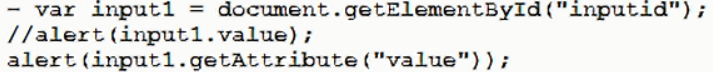 - var input1 = document.getElementById("inputid");
//alert(input1.value);
alert(input1.getAttribute("value"));